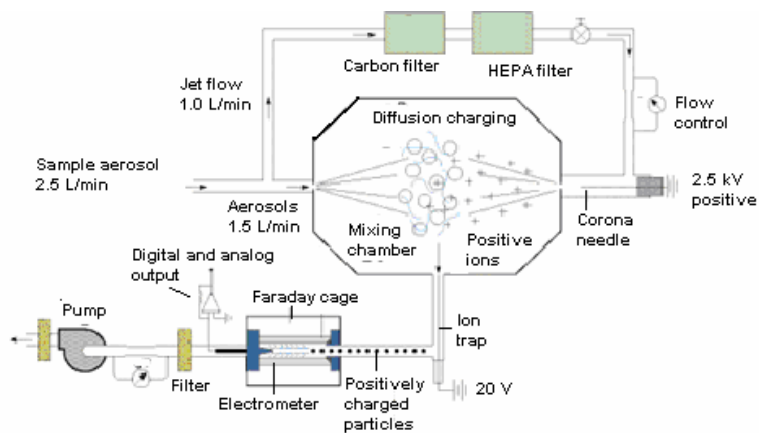 Carbon filter
HEPA filter
Jet flow
1.0 L/min
Diffusion charging
Flow
control
Sample aerosol
2.5 L/min
2.5 kV
positive
Aerosols
1.5 L/min
Mixing
chamber
Positive
ions
Corona
needle
Digital and analog
output
Faraday cage
Pump
Ion
trap
Filter
Electrometer
Positively
charged
particles
20 V